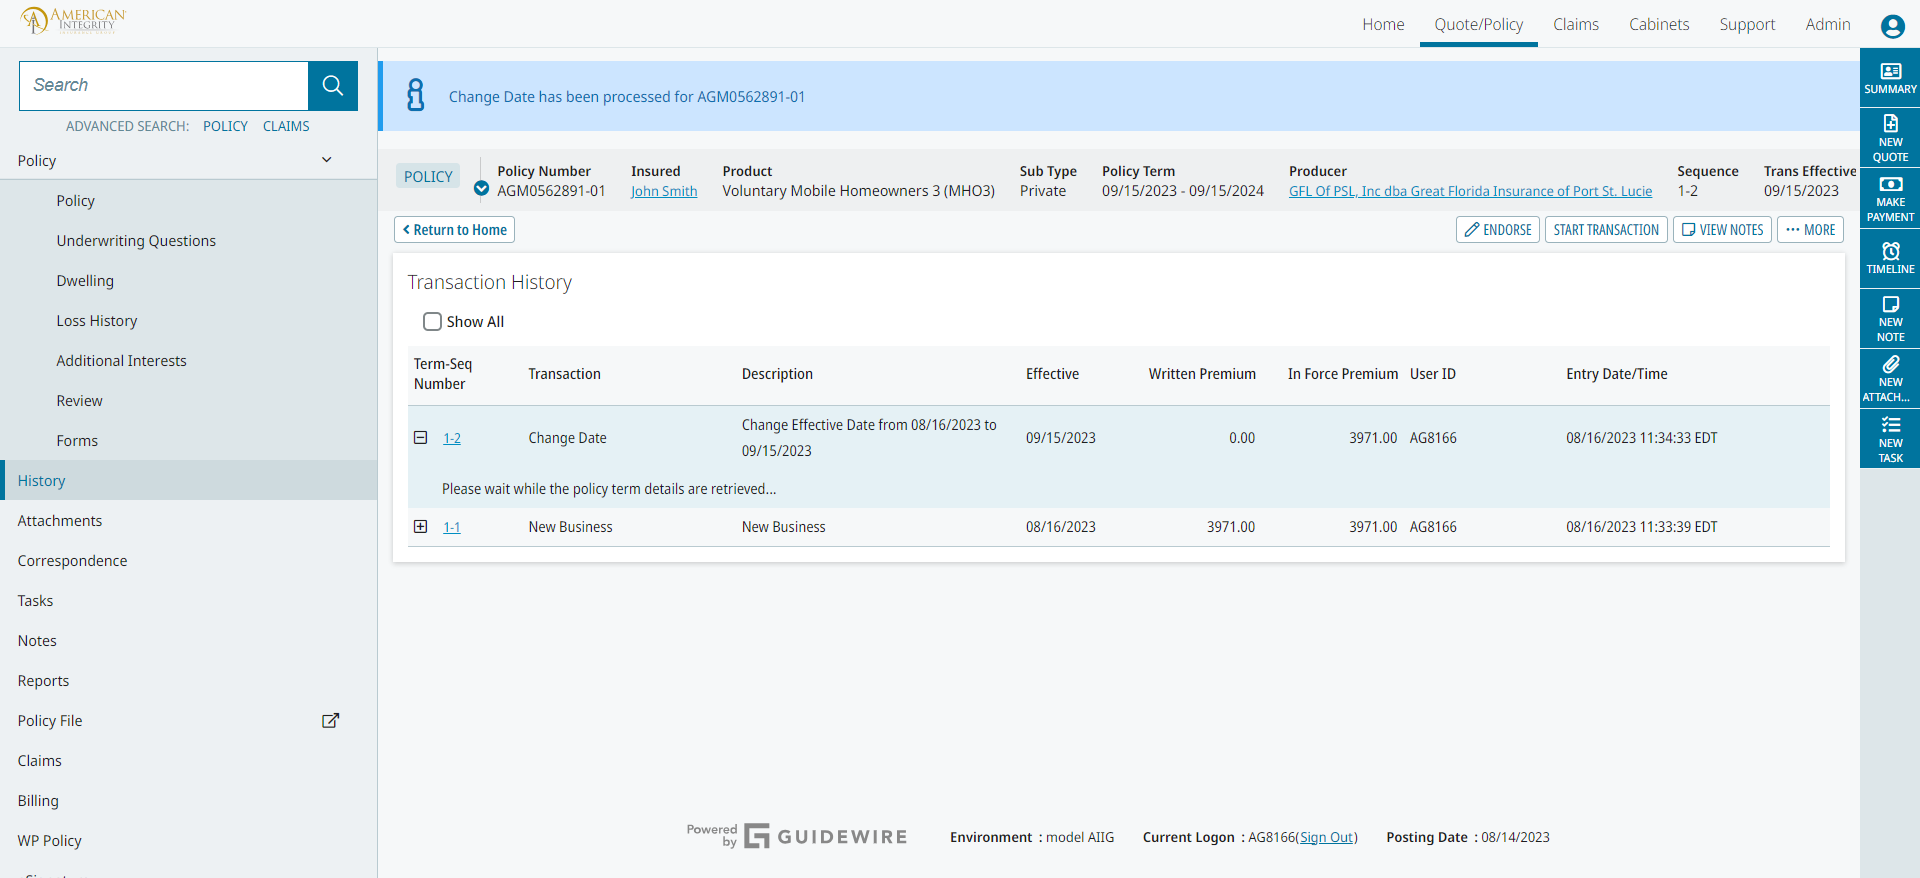 AMERICAN
INTEGRITY
Home Quote/Policy Claims Cabinets Support Admin
Search
ADVANCED SEARCH: POLICY CLAIMS
Policy
Policy
Underwriting Questions
Dwelling
Loss History
Additional Interests
Review
Forms
History
Attachments
Correspondence
Tasks
Notes
Reports
Policy File
Claims
Billing
WP Policy
Change Date has been processed for AGM0562891-01
POLICY
Policy Number Insured Product Sub Type Policy Term Producer Sequence Trans Effective
AGM0562891-01 John Smith Voluntary Mobile Homeowners 3 (MHO3) Private 09/15/2023 - 09/15/2024 GFL Of PSL, Inc dba Great Florida Insurance of Port St. Lucie 1-2 09/15/2023
Return to Home
ENDORSE START TRANSACTION VIEW NOTES MORE
Transaction History
Show All
Term-Seq
Number Transaction Description Effective Written Premium In Force Premium User ID Entry Date/Time
1-2 Change Date Change Effective Date from 08/16/2023 to
09/15/2023 09/15/2023 0.00 3971.00 AG8166 08/16/2023 11:34:33 EDT
Please wait while the policy term details are retrieved...
1-1 New Business New Business 08/16/2023 3971.00 3971.00 AG8166 08/16/2023 11:33:39 EDT
SUMMARY
NEW
QUOTE
MAKE
PAYMENT
TIMELINE
NEW
NOTE
NEW
ATTACH...
NEW
TASK
Powered
by GUIDEWIRE
Environment : model AIIG Current Logon : AG8166(Sign Out) Posting Date : 08/14/2023